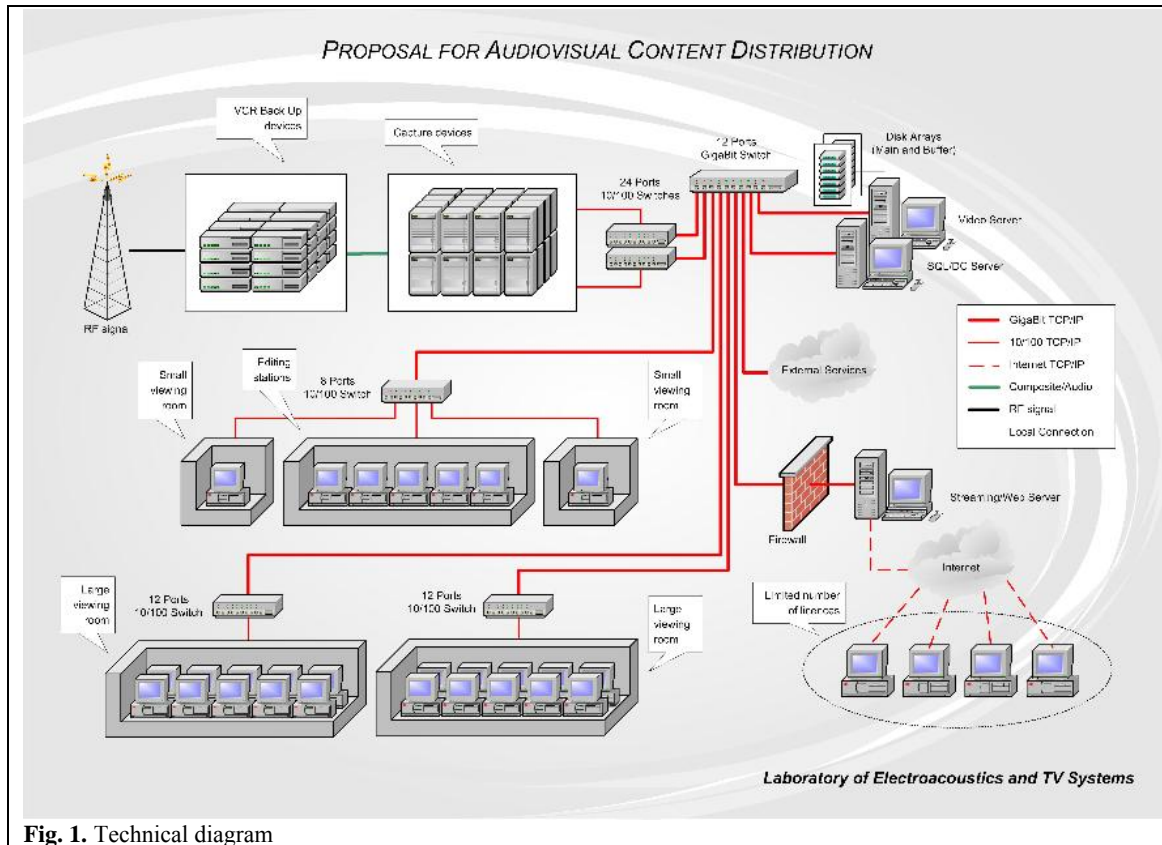 PROPOSAL FOR AUDIOVISUAL CONTENT DISTRIBUTION
VCR Back Up
devices
Capture devices
12 Ports
GigaBit Switch
Disk Arrays
(Main and Buffer)
24 Ports
10/100 Switches
Video Server
SQL/DC Server
RF signal
GigaBit TCP/IP
10/100 TCP/IP
Internet TCP/IP
Composite/Audio
RF signal
Local Connection
Small
viewing
room
Editing
stations
8 Ports
10/100 Switch
Small
viewing
room
External Services
Streaming/Web Server
Firewall
Internet
Large
viewing
room
12 Ports
10/100 Switch
12 Ports
10/100 Switch
Large
viewing
room
Limited number
of licences
Laboratory of Electroacoustics and TV Systems
Fig. 1. Technical diagram